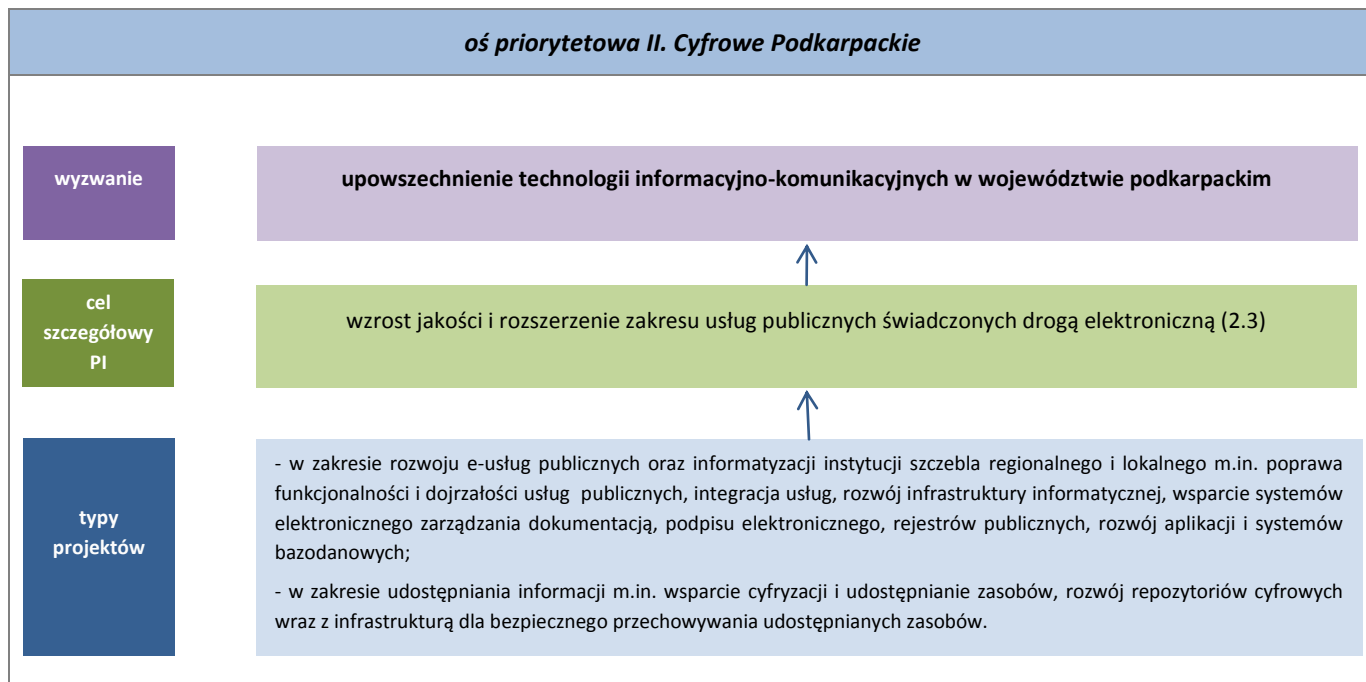 oś priorytetowa II. Cyfrowe Podkarpackie
wyzwanie
upowszechnienie technologii informacyjno-komunikacyjnych w województwie podkarpackim
cel
szczegółowy
PI
wzrost jakości i rozszerzenie zakresu usług publicznych świadczonych drogą elektroniczną (2.3)
typy
projektów
- w zakresie rozwoju e-usług publicznych oraz informatyzacji instytucji szczebla regionalnego i lokalnego m.in. poprawa
funkcjonalności i dojrzałości usług publicznych, integracja usług, rozwój infrastruktury informatycznej, wsparcie systemów
elektronicznego zarządzania dokumentacją, podpisu elektronicznego, rejestrów publicznych, rozwój aplikacji i systemów
bazodanowych;
- w zakresie udostępniania informacji m.in. wsparcie cyfryzacji i udostępnianie zasobów, rozwój repozytoriów cyfrowych
wraz z infrastrukturą dla bezpiecznego przechowywania udostępnianych zasobów.